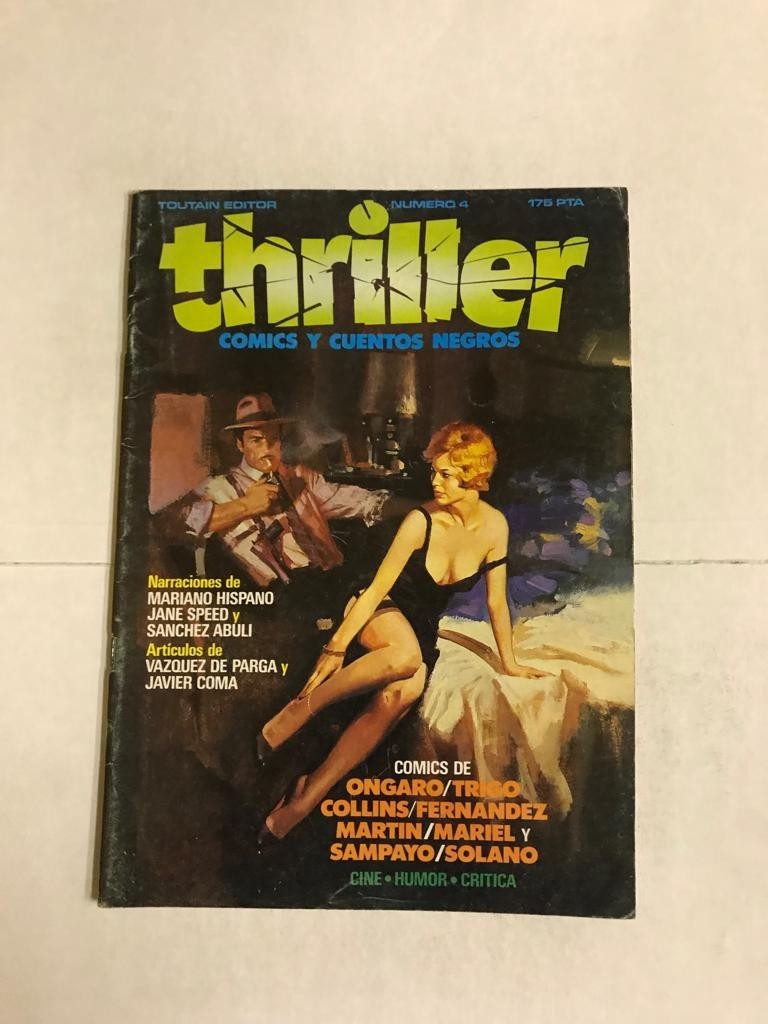 TOUTAIN EDITOR NUMERO 4 175 PTA
thriller
COMICS Y CUENTOS NEGROS
Narraciones de
MARIANO HISPANO
JANE SPEED y
SANCHEZ ABULI
Artículos de
VAZQUEZ DE PARGA y
JAVIER COMA
COMICS DE
ONGARO/TRIGO
COLLINS/FERNANDEZ
MARTIN/MARIEL Y
SAMPAYO/SOLANO
CINE • HUMOR • CRITICA